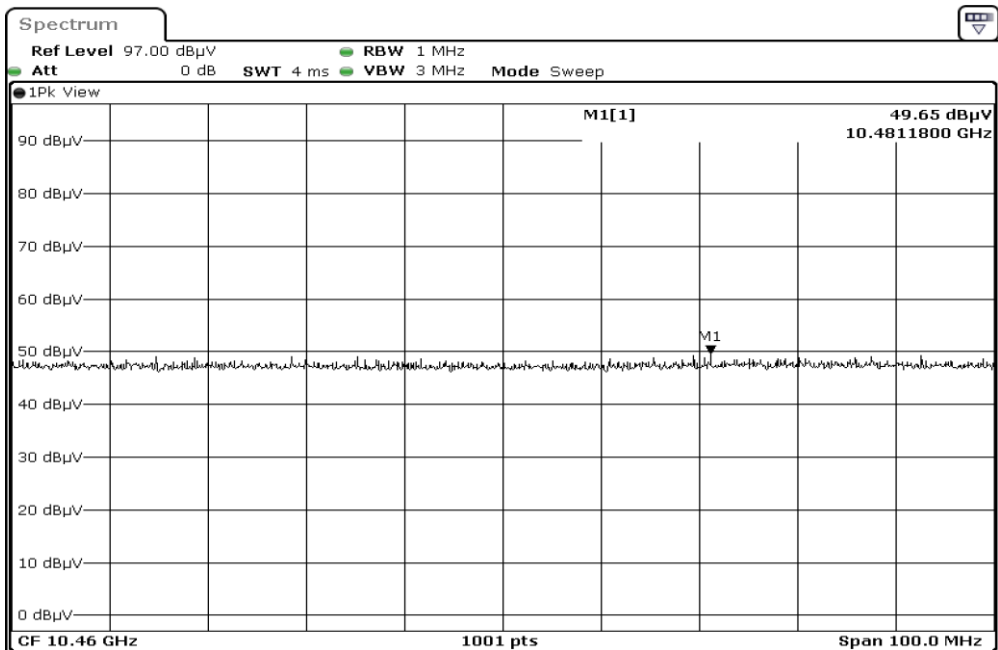 Spectrum
Ref Level 97.00 dBµV RBW 1 MHz
Att 0 dB SWT 4 ms VBW 3 MHz Mode Sweep
1Pk View
M1[1] 49.65 dBµV
10.4811800 GHz
90 dBµV
80 dBµV
70 dBµV
60 dBµV
M1
50 dBµV
40 dBµV
30 dBµV
20 dBµV
10 dBµV
0 dBµV
CF 10.46 GHz 1001 pts Span 100.0 MHz